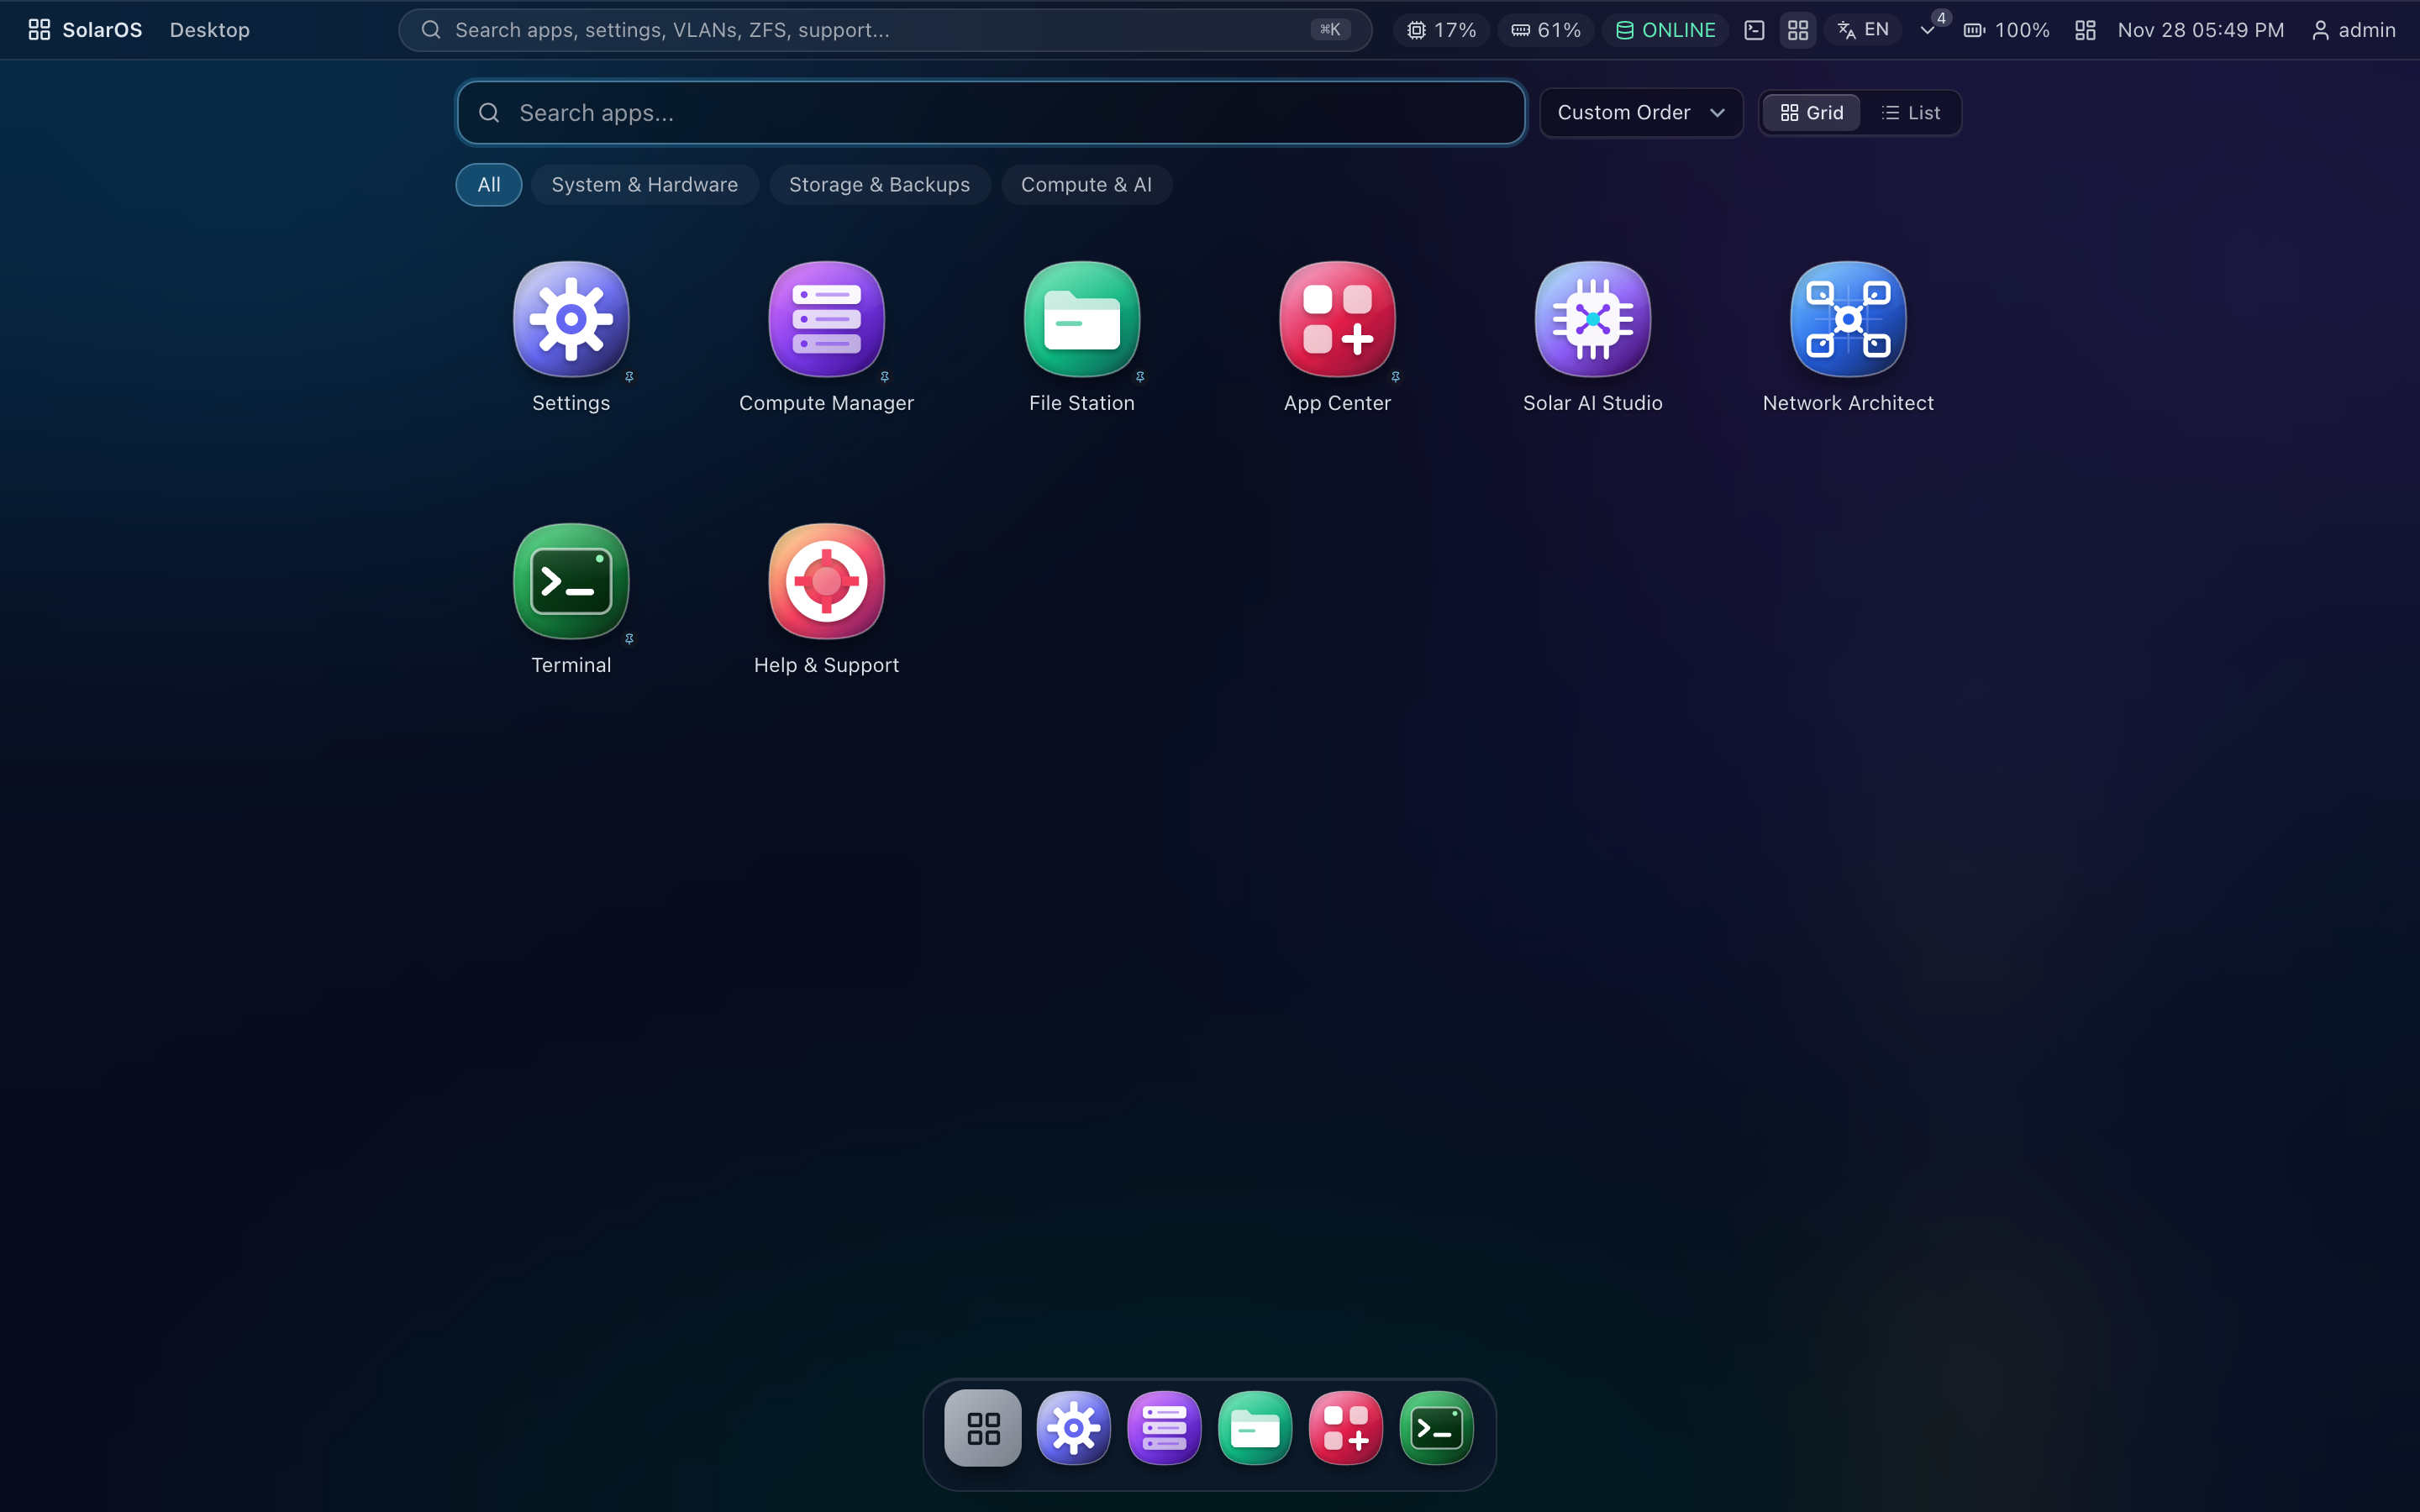 SolarOS Desktop Search apps, settings, VLANs, ZFS, support... ⌘K 17% 61% ONLINE EN 4 100% Nov 28 05:49 PM admin
Search apps... Custom Order Grid List
All System & Hardware Storage & Backups Compute & AI
Settings Compute Manager File Station App Center Solar AI Studio Network Architect
Terminal Help & Support